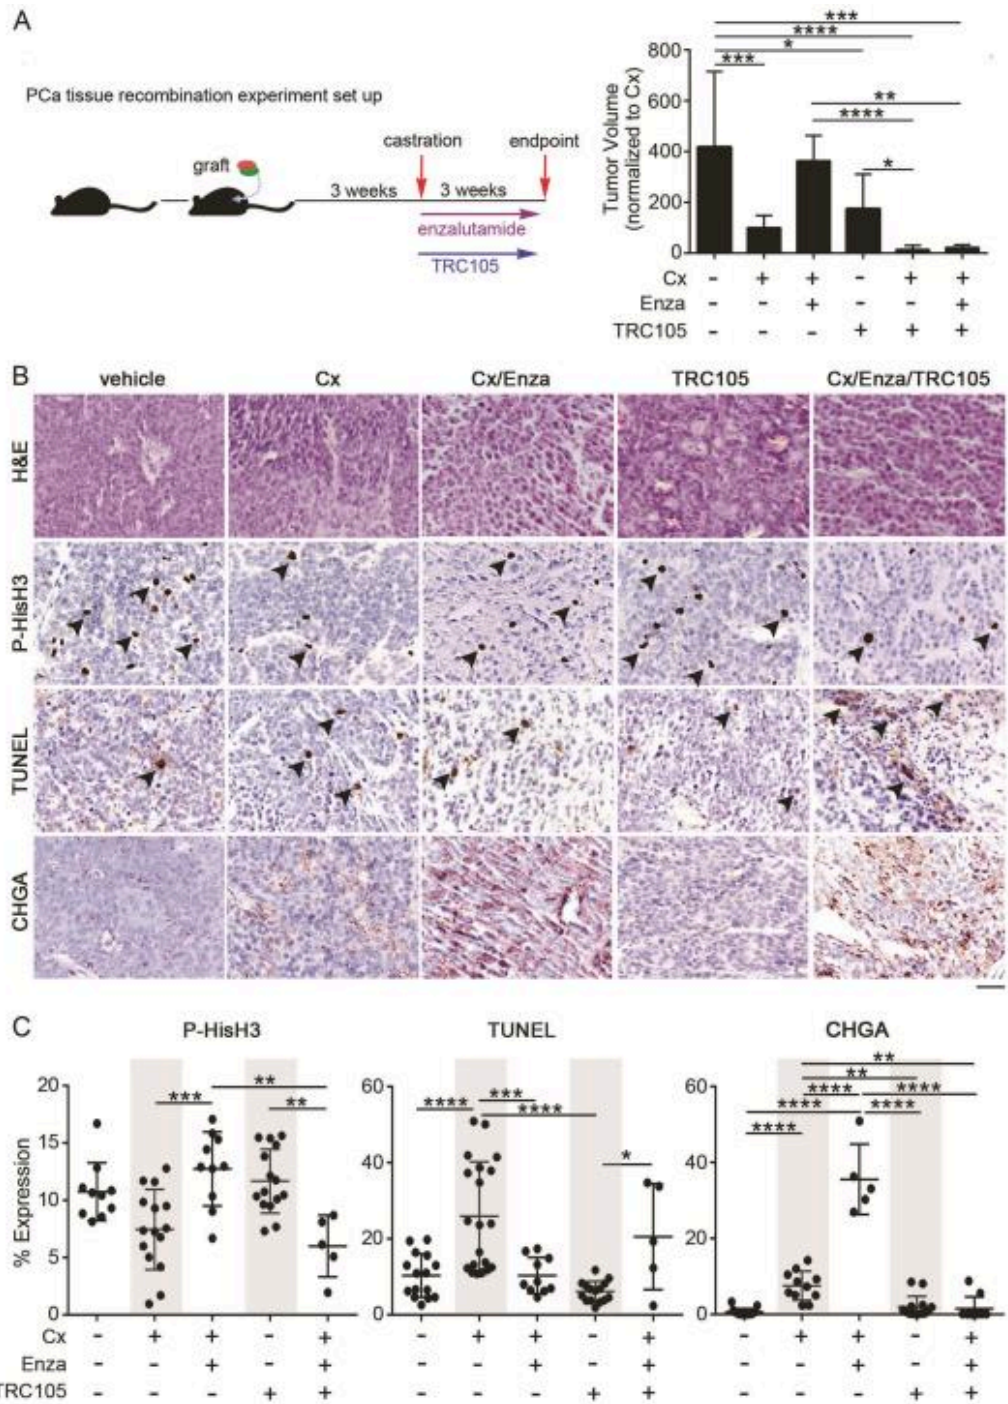 A
PCa tissue recombination experiment set up
graft
castration
endpoint
3 weeks
3 weeks
enzalutamide
TRC105
Tumor Volume
(normalized to Cx)
800
600
400
200
0
***
****
*
***
**
****
*
Cx - + + - + +
Enza - - + - - +
TRC105 - - - + + +
B
vehicle Cx Cx/Enza TRC105 Cx/Enza/TRC105
H&E
P-HisH3
TUNEL
CHGA
C
P-HisH3 TUNEL CHGA
% Expression
20
15
10
5
0
**
***
**
60
40
20
0
**** ***
****
*
60
40
20
0
**
**
**** ****
**** ****
****
Cx - + + - + - + + - + - + + - +
Enza - - + - + - - + - + - - + - +
TRC105 - - - + + - - - + + - - - + +